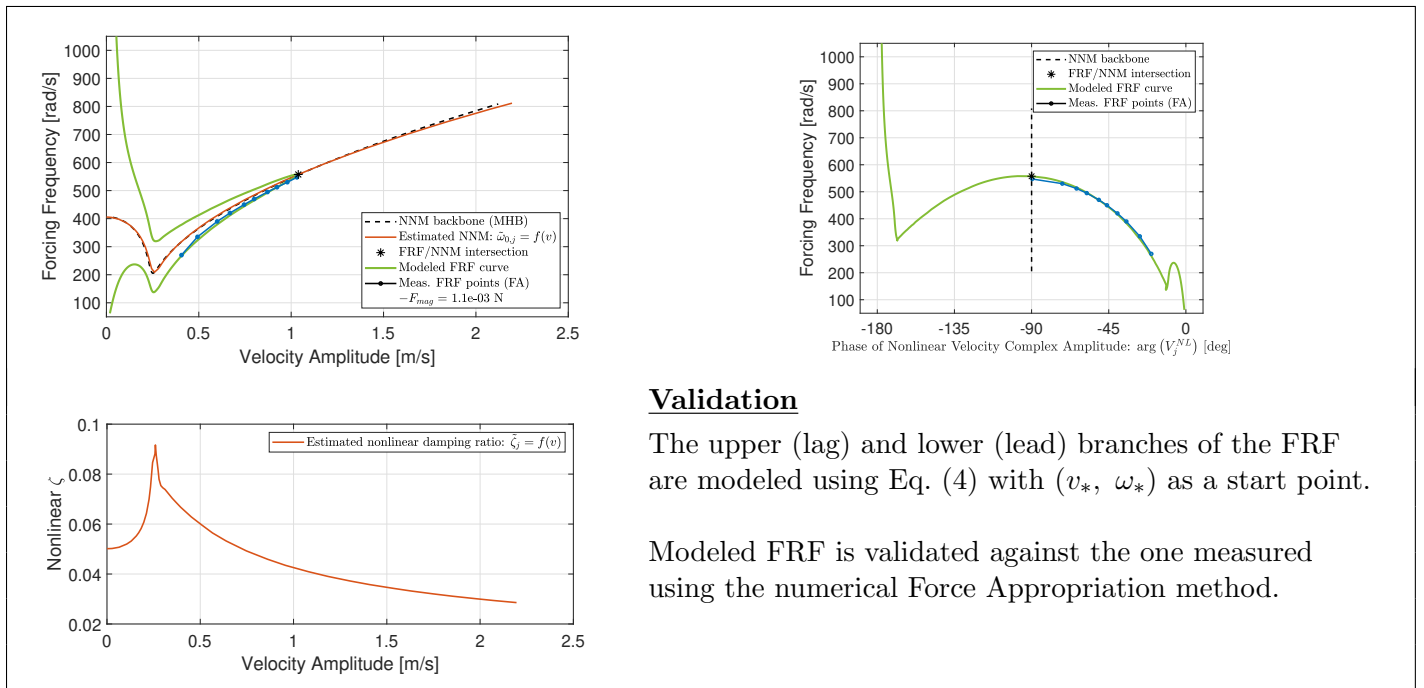 1000
900
800
700
600
500
400
300
200
100
Forcing Frequency [rad/s]
NNM backbone (MHB)
Estimated NNM: ω̃₀,ⱼ = f(v)
FRF/NNM intersection
Modeled FRF curve
Meas. FRF points (FA)
−F_mag = 1.1e-03 N
0 0.5 1 1.5 2 2.5
Velocity Amplitude [m/s]
1000
900
800
700
600
500
400
300
200
100
Forcing Frequency [rad/s]
NNM backbone
FRF/NNM intersection
Modeled FRF curve
Meas. FRF points (FA)
-180 -135 -90 -45 0
Phase of Nonlinear Velocity Complex Amplitude: arg (V_j^{NL}) [deg]
0.1
0.08
0.06
0.04
0.02
Nonlinear ζ
Estimated nonlinear damping ratio: ζ̃ⱼ = f(v)
0 0.5 1 1.5 2 2.5
Velocity Amplitude [m/s]
Validation
The upper (lag) and lower (lead) branches of the FRF
are modeled using Eq. (4) with (v∗, ω∗) as a start point.
Modeled FRF is validated against the one measured
using the numerical Force Appropriation method.